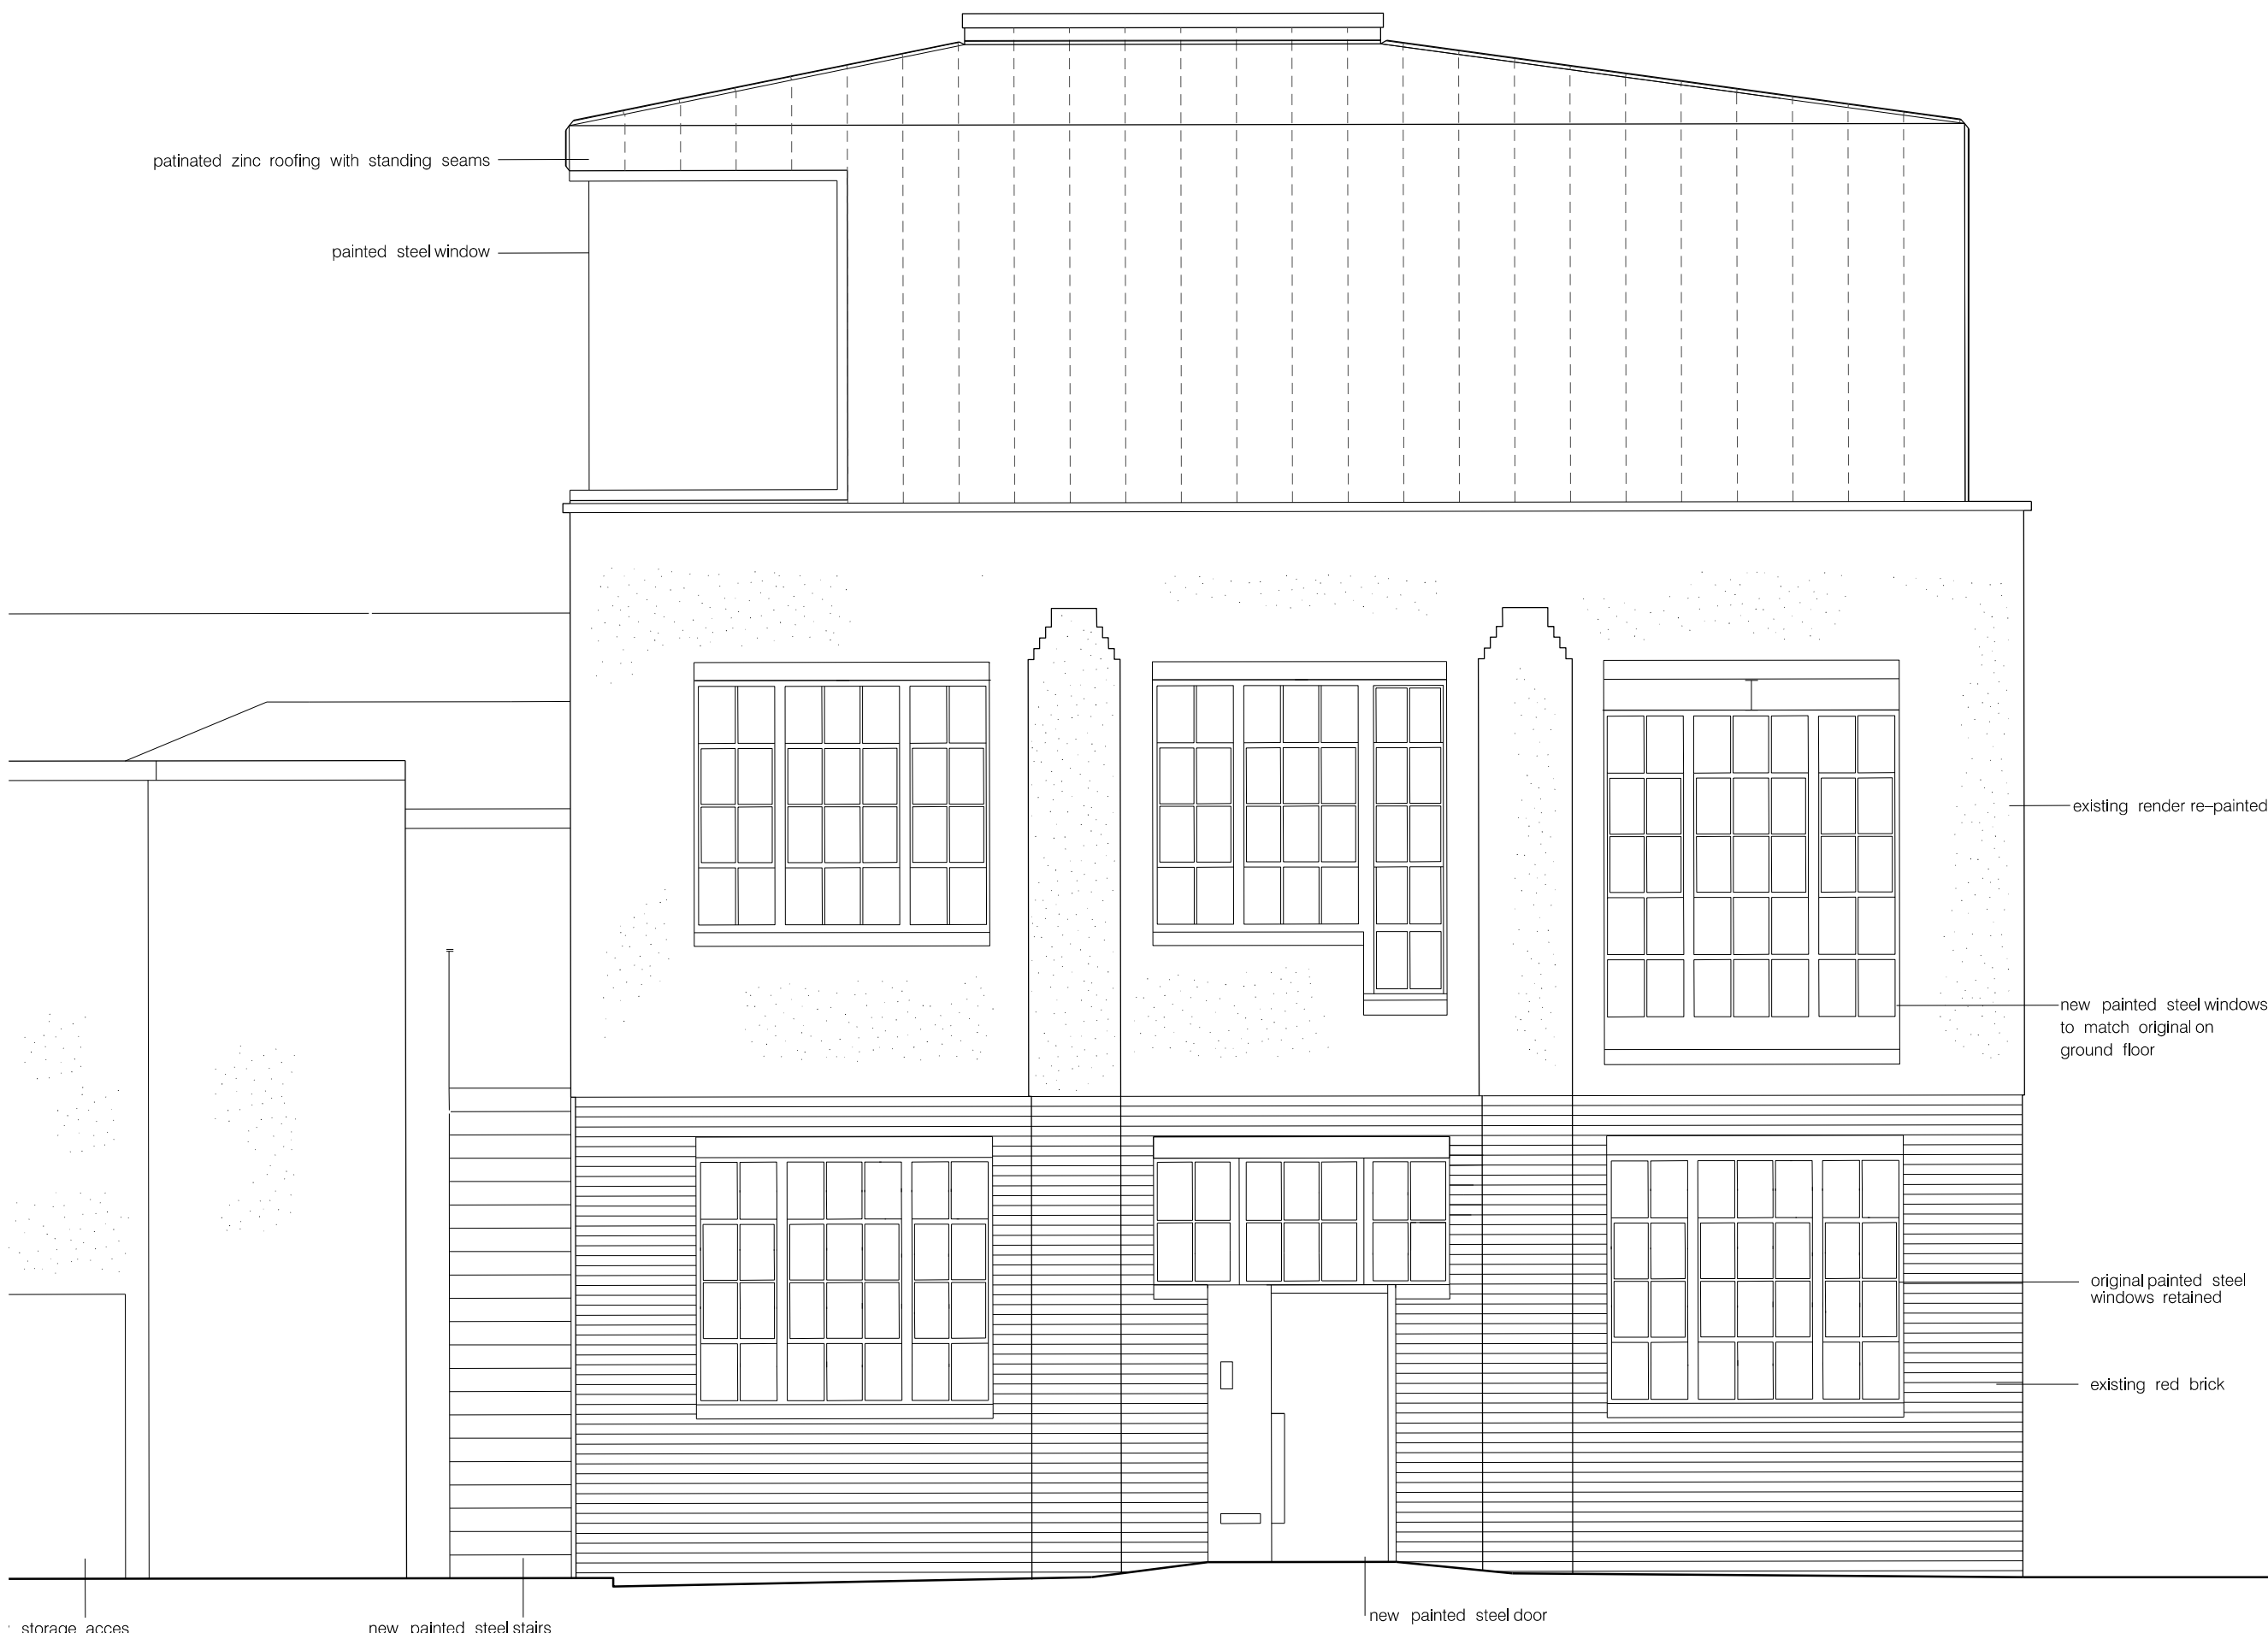 patinated zinc roofing with standing seams
painted steel window
existing render re-painted
new painted steel windows
to match original on
ground floor
original painted steel
windows retained
existing red brick
storage acces
new painted steel stairs
new painted steel door